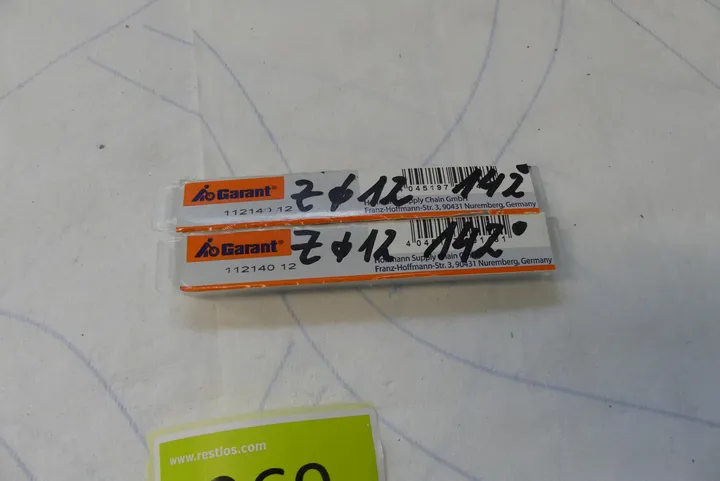 Garant®
Z ϕ 12 142°
112140 12
Franz-Hoffmann-Str. 3, 90431 Nuremberg, Germany
Garant®
Z ϕ 12 142°
112140 12
Franz-Hoffmann-Str. 3, 90431 Nuremberg, Germany
www.restlos.com